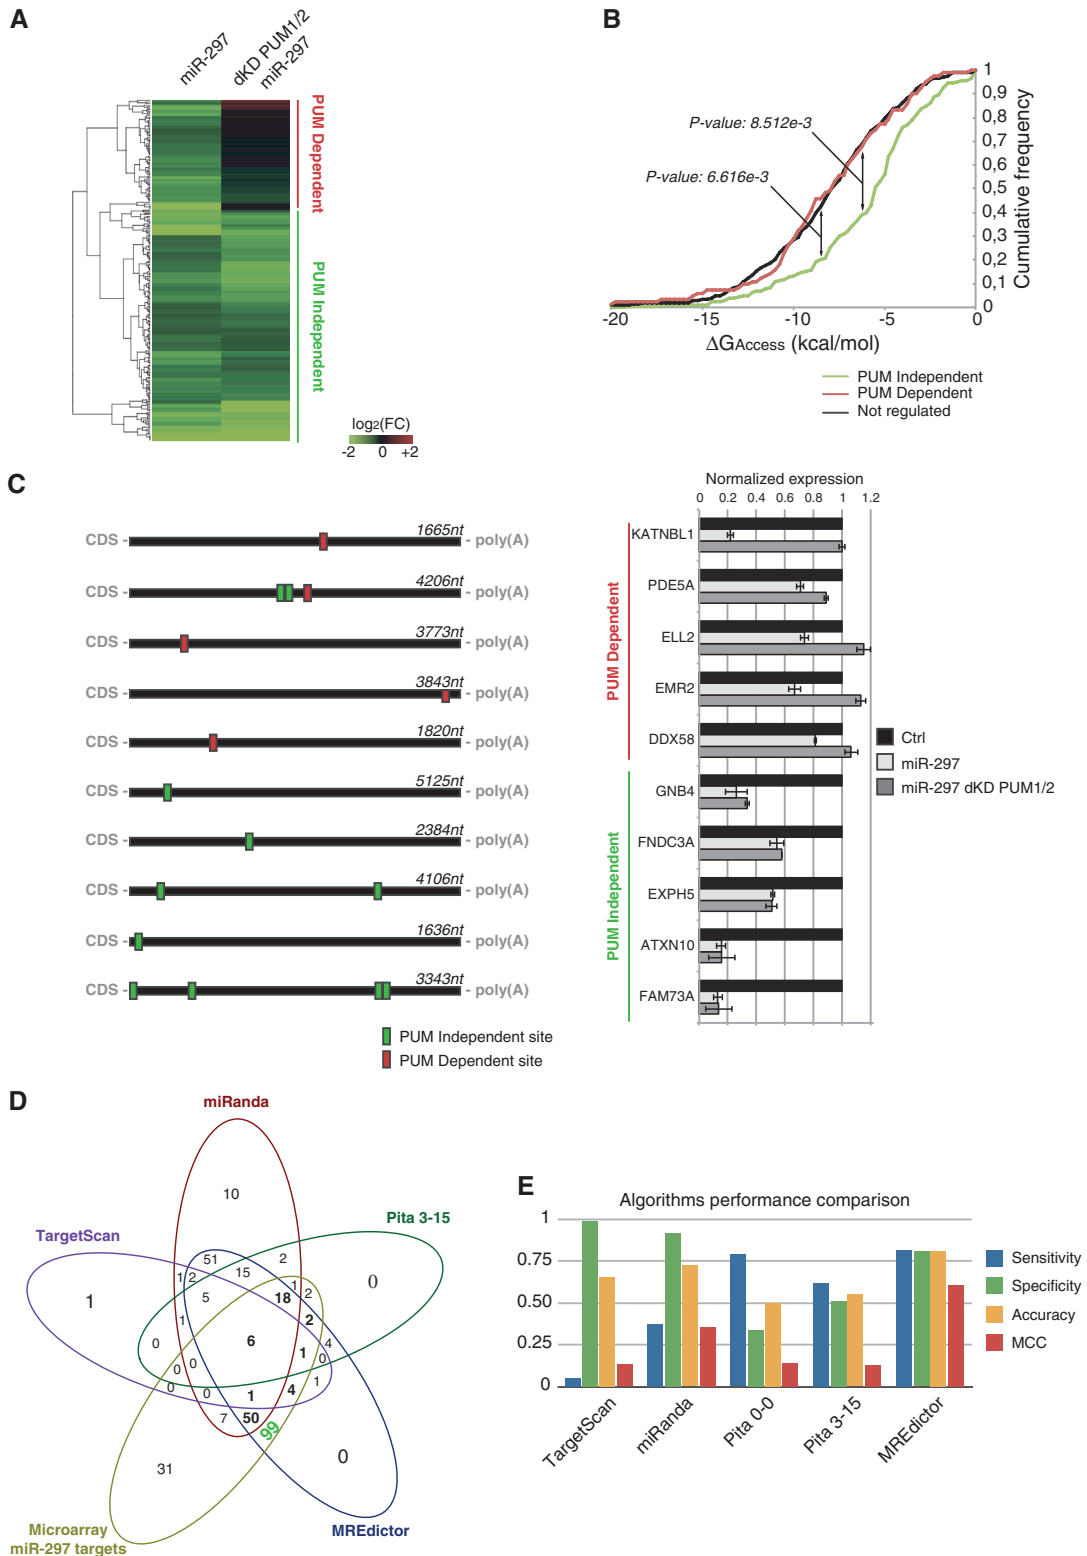 A
miR-297
dKD PUM1/2
miR-297
PUM Dependent
PUM Independent
log2(FC)
-2 0 +2
B
P-value: 8.512e-3
P-value: 6.616e-3
1
0,9
0,8
0,7
0,6
0,5
0,4
0,3
0,2
0,1
0
Cumulative frequency
-20 -15 -10 -5 0
ΔGAccess (kcal/mol)
PUM Independent
PUM Dependent
Not regulated
C
1665nt
CDS - - poly(A)
4206nt
CDS - - poly(A)
3773nt
CDS - - poly(A)
3843nt
CDS - - poly(A)
1820nt
CDS - - poly(A)
5125nt
CDS - - poly(A)
2384nt
CDS - - poly(A)
4106nt
CDS - - poly(A)
1636nt
CDS - - poly(A)
3343nt
CDS - - poly(A)
PUM Independent site
PUM Dependent site
Normalized expression
0 0.2 0.4 0.6 0.8 1 1.2
PUM Dependent
KATNBL1
PDE5A
ELL2
EMR2
DDX58
PUM Independent
GNB4
FNDC3A
EXPH5
ATXN10
FAM73A
Ctrl
miR-297
miR-297 dKD PUM1/2
D
miRanda
10
Pita 3-15
TargetScan
51
2
1 2
15
0
1
2
1
5
18
1
2
0
6
4
0
1
0
0
1
0
0
1
4
7
50
99
31
0
Microarray
miR-297 targets
MREdictor
E
Algorithms performance comparison
1
0.75
0.50
0.25
0
TargetScan
miRanda
Pita 0-0
Pita 3-15
MREdictor
Sensitivity
Specificity
Accuracy
MCC